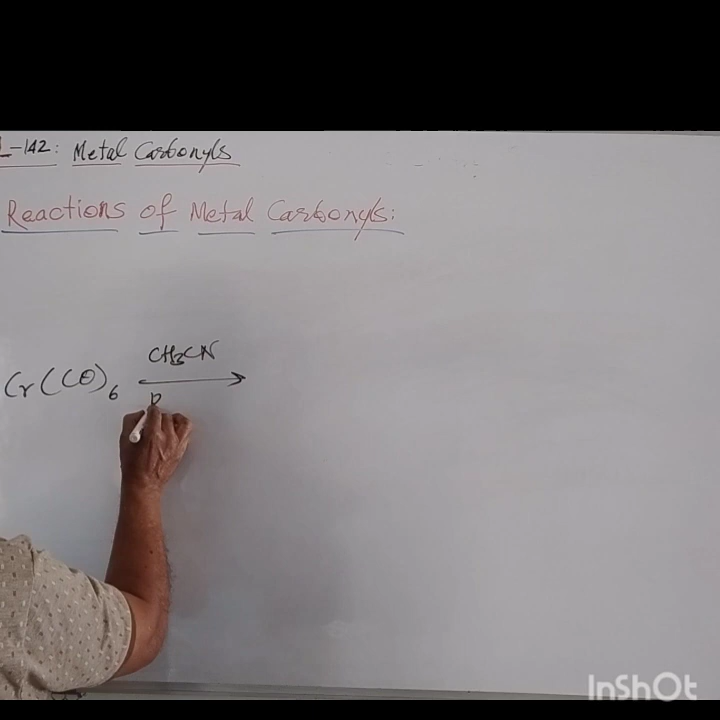 L-142: Metal Carbonyls
Reactions of Metal Carbonyls:
CH3CN
Cr(CO)6
InShOt